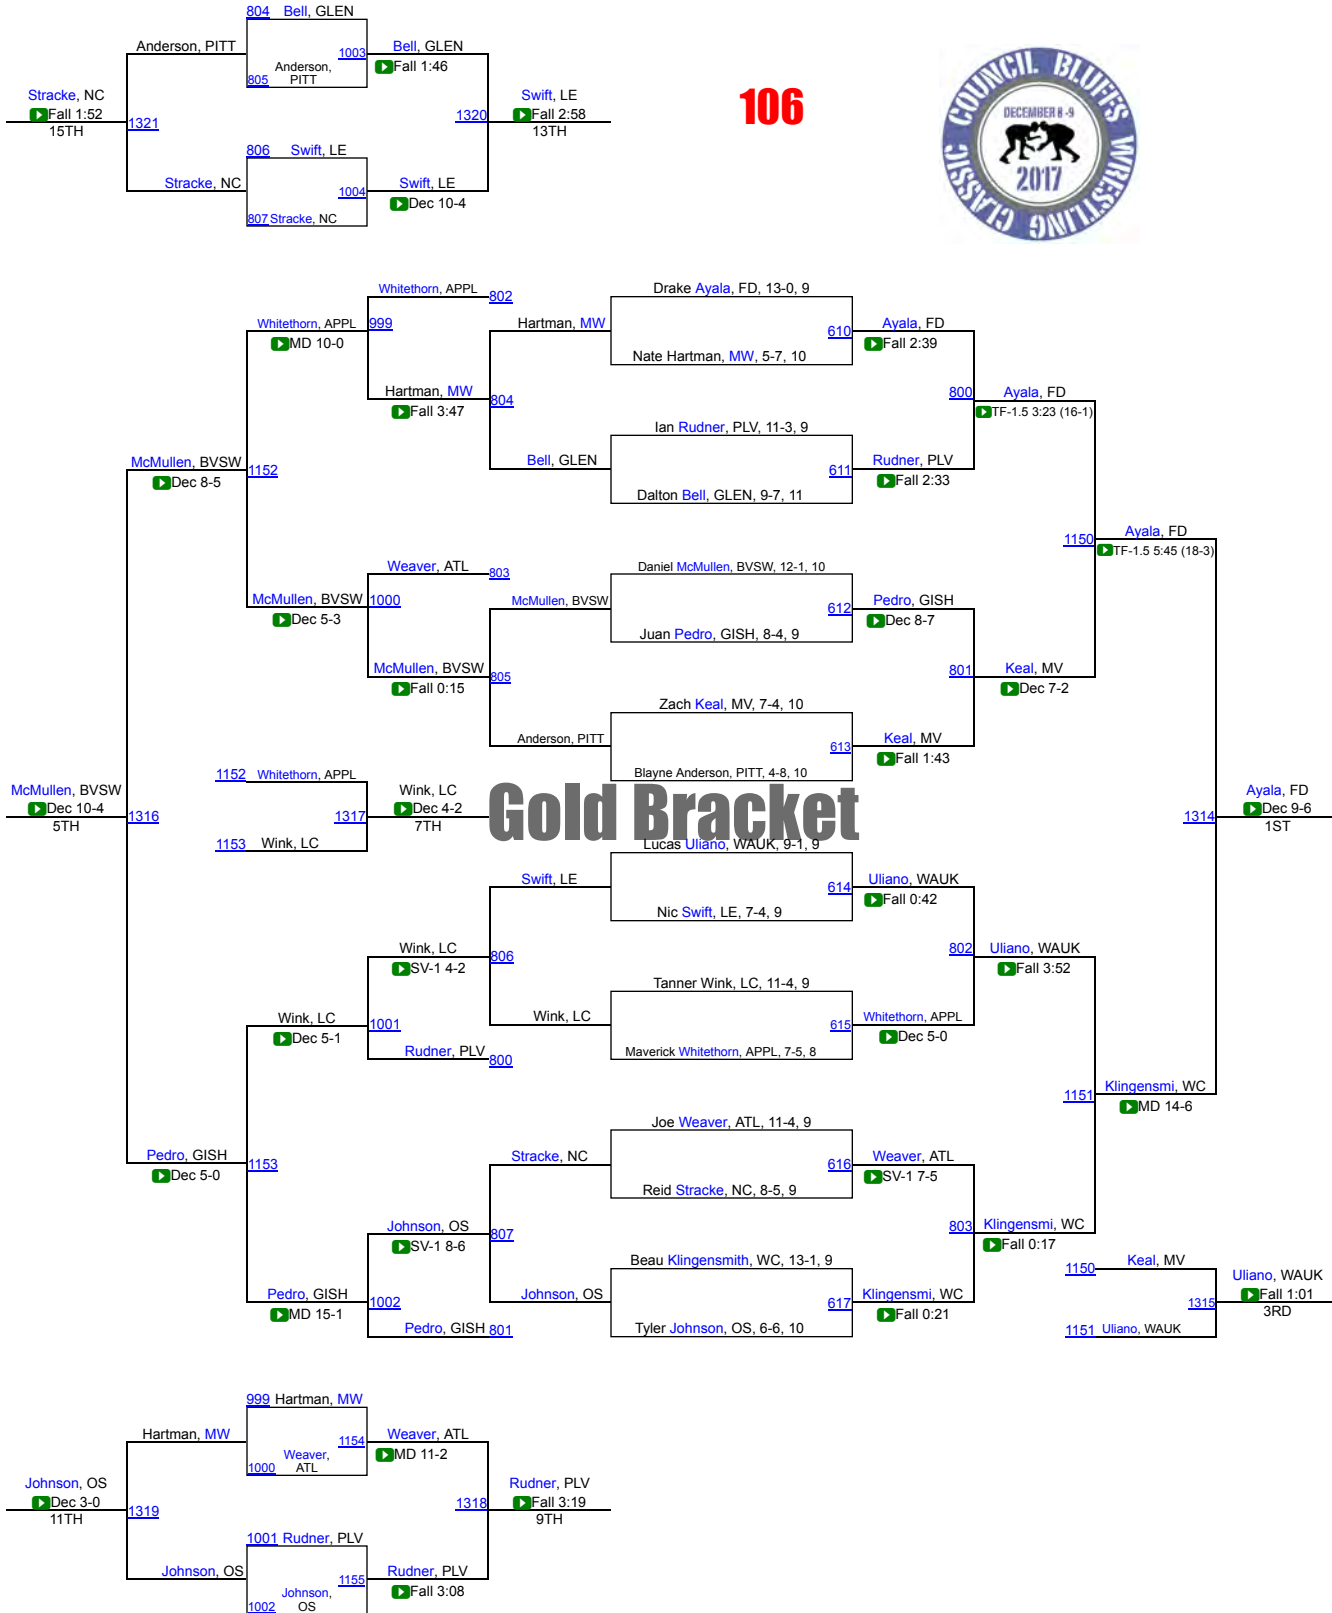 804 Bell, GLEN
Anderson, PITT
1003
Bell, GLEN
Fall 1:46
Anderson,
PITT
805
Stracke, NC
Fall 1:52
15TH
1321
1320
Swift, LE
Fall 2:58
13TH
806 Swift, LE
Stracke, NC
1004
Swift, LE
Dec 10-4
807 Stracke, NC
106
COUNCIL BLUFFS WRESTLING CLASSIC
DECEMBER 8-9
2017
Whitethorn, APPL 802
Drake Ayala, FD, 13-0, 9
Whitethorn, APPL 999
MD 10-0
Hartman, MW
610
Ayala, FD
Fall 2:39
Nate Hartman, MW, 5-7, 10
Hartman, MW
Fall 3:47
804
800
Ayala, FD
TF-1.5 3:23 (16-1)
Ian Rudner, PLV, 11-3, 9
McMullen, BVSW
Dec 8-5
1152
Bell, GLEN
611
Rudner, PLV
Fall 2:33
Dalton Bell, GLEN, 9-7, 11
1150
Ayala, FD
TF-1.5 5:45 (18-3)
Weaver, ATL 803
Daniel McMullen, BVSW, 12-1, 10
McMullen, BVSW 1000
Dec 5-3
McMullen, BVSW
612
Pedro, GISH
Dec 8-7
Juan Pedro, GISH, 8-4, 9
McMullen, BVSW
Fall 0:15
805
801
Keal, MV
Dec 7-2
Zach Keal, MV, 7-4, 10
Anderson, PITT
613
Keal, MV
Fall 1:43
Blayne Anderson, PITT, 4-8, 10
1152 Whitethorn, APPL
McMullen, BVSW
Dec 10-4
5TH
1316
1317
Wink, LC
Dec 4-2
7TH
Gold Bracket
1314
Ayala, FD
Dec 9-6
1ST
1153 Wink, LC
Lucas Uliano, WAUK, 9-1, 9
Swift, LE
614
Uliano, WAUK
Fall 0:42
Nic Swift, LE, 7-4, 9
Wink, LC
SV-1 4-2
806
802
Uliano, WAUK
Fall 3:52
Tanner Wink, LC, 11-4, 9
Wink, LC
Dec 5-1
1001
Wink, LC
615
Whitethorn, APPL
Dec 5-0
Rudner, PLV 800
Maverick Whitethorn, APPL, 7-5, 8
1151
Klingensmi, WC
MD 14-6
Joe Weaver, ATL, 11-4, 9
Pedro, GISH
Dec 5-0
1153
Stracke, NC
616
Weaver, ATL
SV-1 7-5
Reid Stracke, NC, 8-5, 9
Johnson, OS
SV-1 8-6
807
803
Klingensmi, WC
Fall 0:17
Beau Klingensmith, WC, 13-1, 9
1150
Keal, MV
Pedro, GISH
MD 15-1
1002
Johnson, OS
617
Klingensmi, WC
Fall 0:21
1315
Uliano, WAUK
Fall 1:01
3RD
Pedro, GISH 801
Tyler Johnson, OS, 6-6, 10
1151 Uliano, WAUK
999 Hartman, MW
Hartman, MW
1154
Weaver, ATL
MD 11-2
Weaver,
ATL
1000
Johnson, OS
Dec 3-0
11TH
1319
1318
Rudner, PLV
Fall 3:19
9TH
1001 Rudner, PLV
Johnson, OS
1155
Rudner, PLV
Fall 3:08
Johnson,
OS
1002